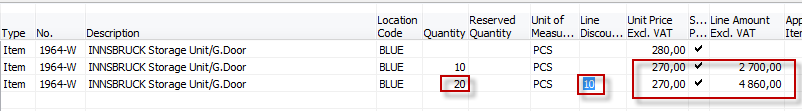 Type No. Description Location Code Quantity Reserved Quantity Unit of Measu... Line Discou... Unit Price Excl. VAT S... P... Line Amount Excl. VAT App Item
Item 1964-W INNSBRUCK Storage Unit/G.Door BLUE PCS 280,00
Item 1964-W INNSBRUCK Storage Unit/G.Door BLUE 10 PCS 270,00 2 700,00
Item 1964-W INNSBRUCK Storage Unit/G.Door BLUE 20 PCS 10 270,00 4 860,00